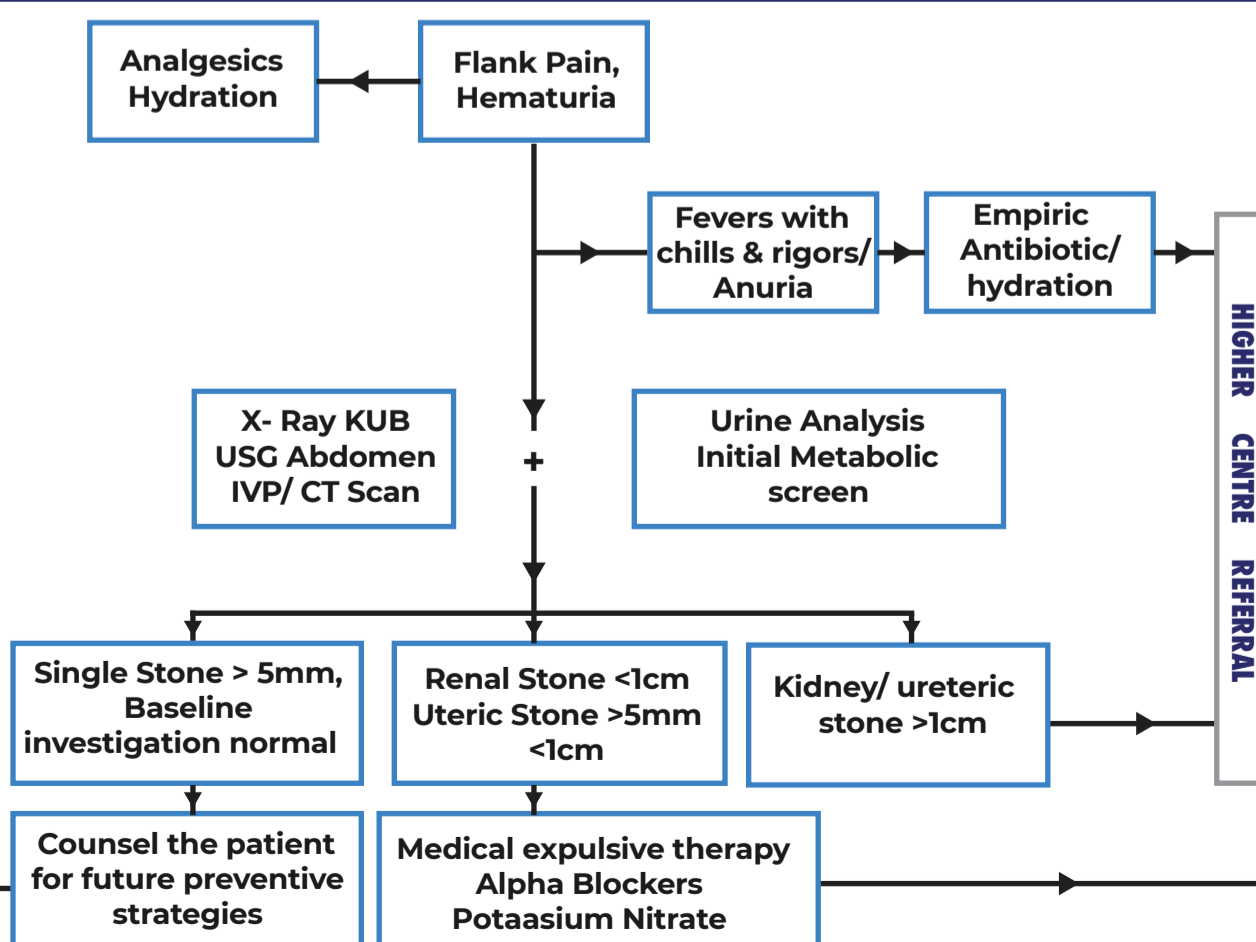 Analgesics
Hydration
Flank Pain,
Hematuria
Fevers with
chills & rigors/
Anuria
Empiric
Antibiotic/
hydration
HIGHER CENTRE REFERRAL
X- Ray KUB
USG Abdomen
IVP/ CT Scan
+
Urine Analysis
Initial Metabolic
screen
Single Stone > 5mm,
Baseline
investigation normal
Renal Stone <1cm
Uteric Stone >5mm
<1cm
Kidney/ ureteric
stone >1cm
Counsel the patient
for future preventive
strategies
Medical expulsive therapy
Alpha Blockers
Potaasium Nitrate